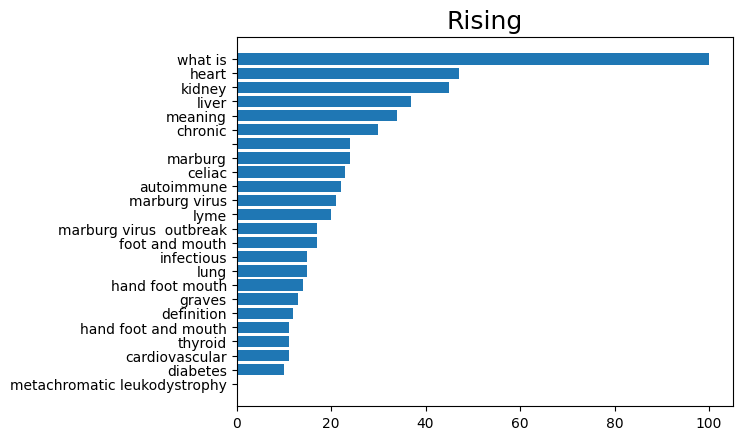 Rising
what is
heart
kidney
liver
meaning
chronic
marburg
celiac
autoimmune
marburg virus
lyme
marburg virus  outbreak
foot and mouth
infectious
lung
hand foot mouth
graves
definition
hand foot and mouth
thyroid
cardiovascular
diabetes
metachromatic leukodystrophy
0 20 40 60 80 100